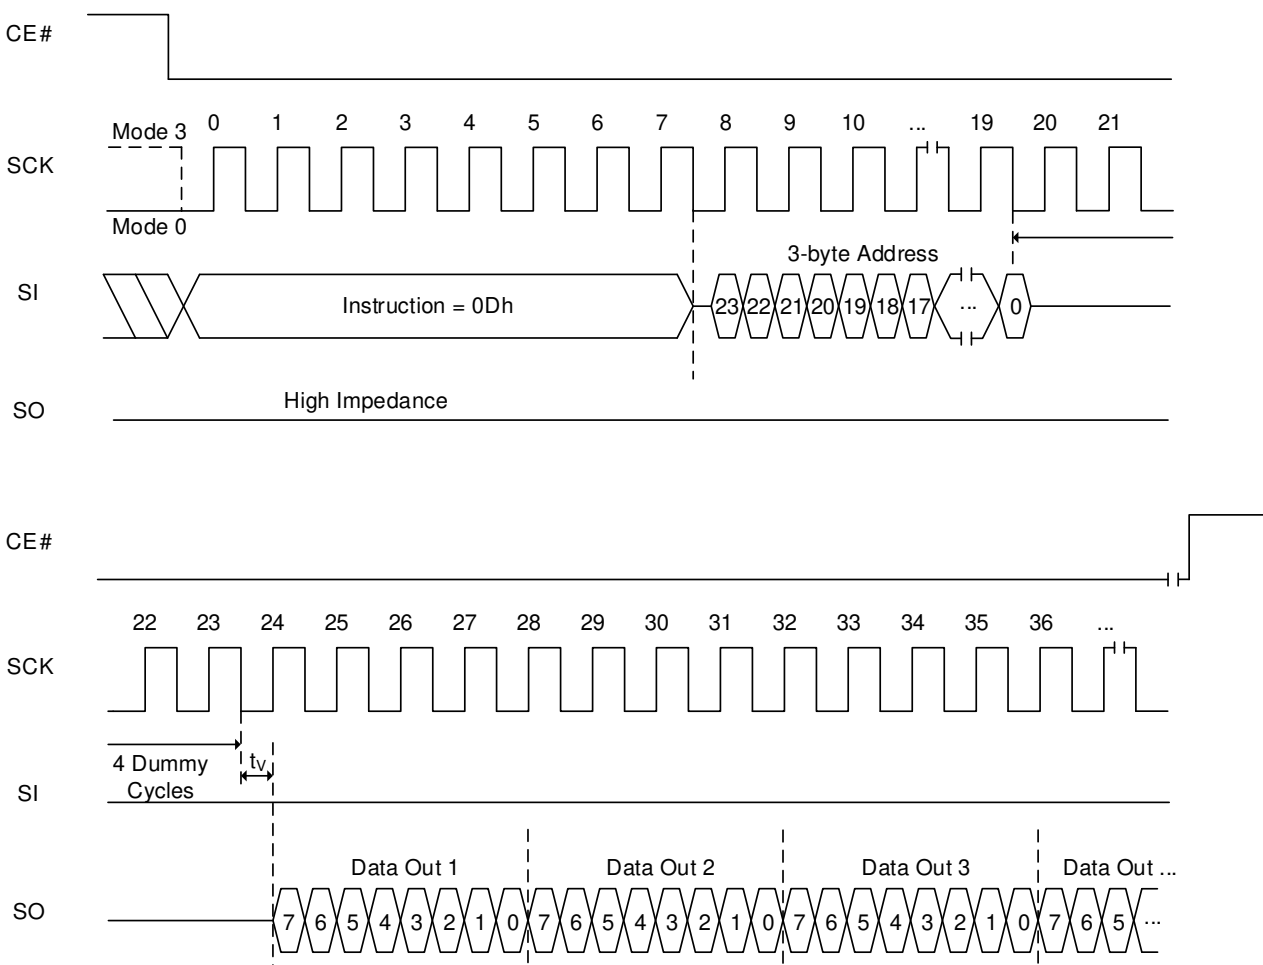 CE#
Mode 3 0 1 2 3 4 5 6 7 8 9 10 ... 19 20 21
SCK
Mode 0
3-byte Address
SI
Instruction = 0Dh 23 22 21 20 19 18 17 ... 0
High Impedance
SO
CE#
22 23 24 25 26 27 28 29 30 31 32 33 34 35 36 ...
SCK
4 Dummy tV
Cycles
SI
Data Out 1 Data Out 2 Data Out 3 Data Out ...
SO 7 6 5 4 3 2 1 0 7 6 5 4 3 2 1 0 7 6 5 4 3 2 1 0 7 6 5 ...